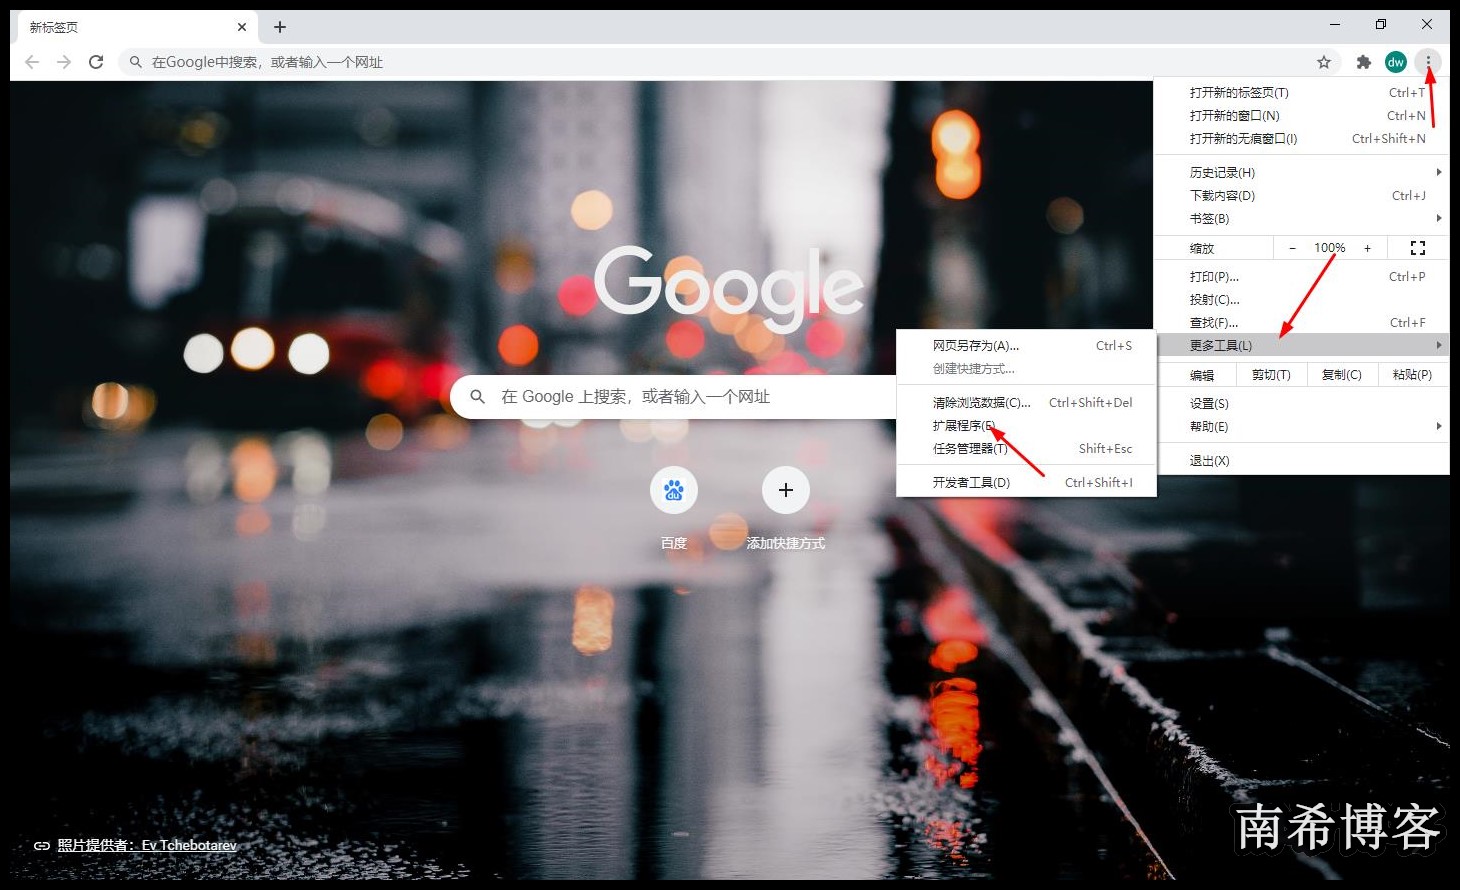 新标签页
在Google中搜索，或者输入一个网址
dw
打开新的标签页(T) Ctrl+T
打开新的窗口(N) Ctrl+N
打开新的无痕窗口(I) Ctrl+Shift+N
历史记录(H)
下载内容(D) Ctrl+J
书签(B)
缩放 - 100% +
打印(P)... Ctrl+P
投射(C)...
查找(F)... Ctrl+F
更多工具(L)
编辑 剪切(T) 复制(C) 粘贴(P)
设置(S)
帮助(E)
退出(X)
网页另存为(A)... Ctrl+S
创建快捷方式...
清除浏览数据(C)... Ctrl+Shift+Del
扩展程序(E)
任务管理器(T) Shift+Esc
开发者工具(D) Ctrl+Shift+I
Google
在 Google 上搜索，或者输入一个网址
du
百度
添加快捷方式
照片提供者：Ev Tchebotarev
南希博客